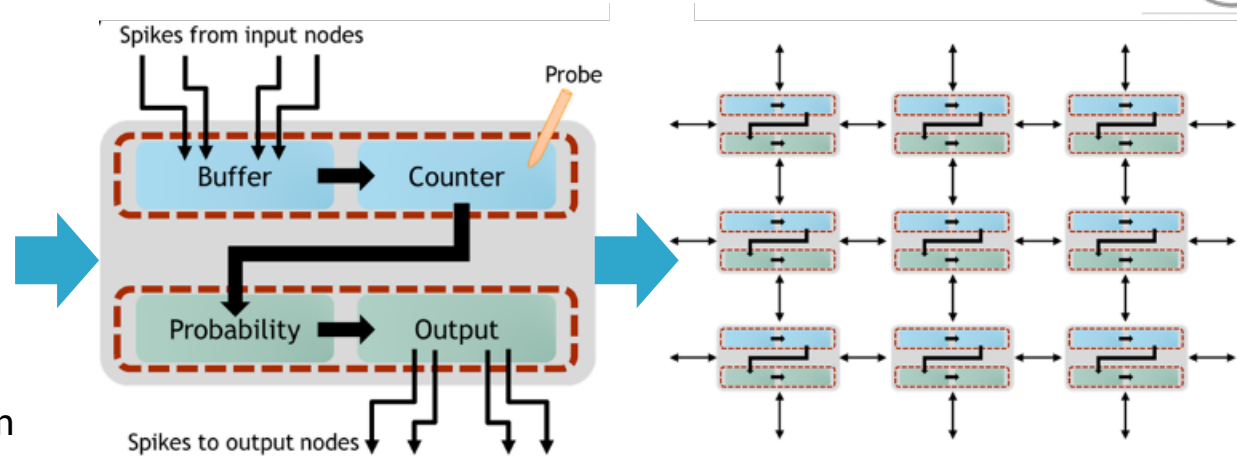 Spikes from input nodes
Probe
Buffer
Counter
Probability
Output
Spikes to output nodes